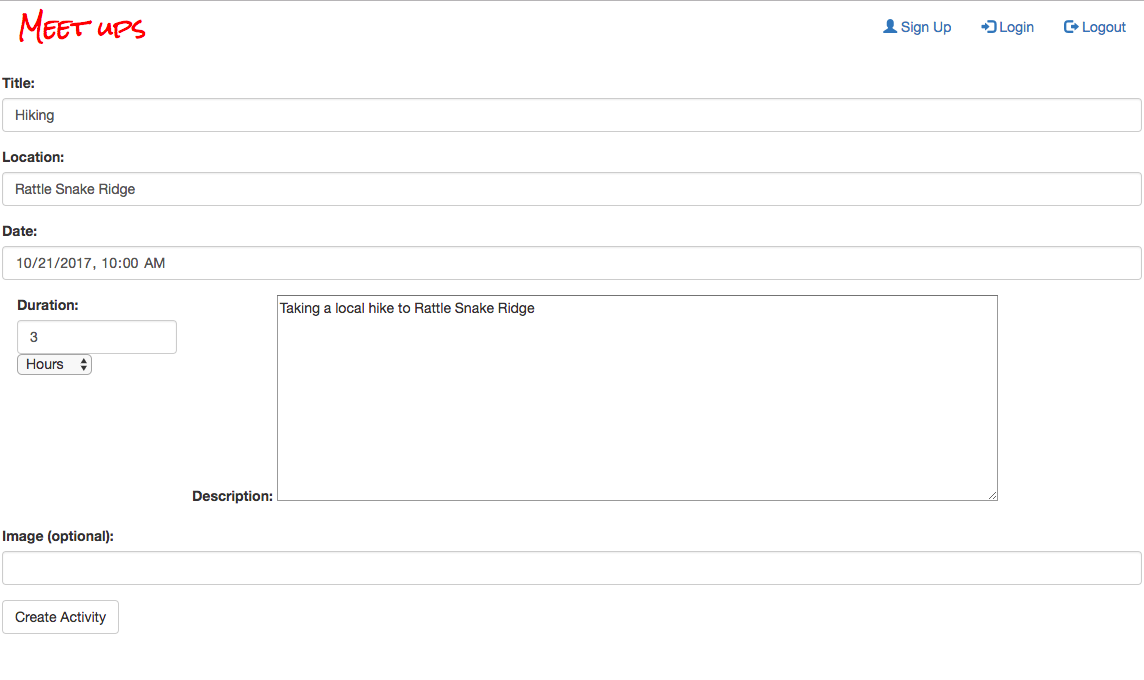 Meet ups
Sign Up Login Logout
Title:
Hiking
Location:
Rattle Snake Ridge
Date:
10/21/2017, 10:00 AM
Duration:
3
Hours
Taking a local hike to Rattle Snake Ridge
Description:
Image (optional):
Create Activity